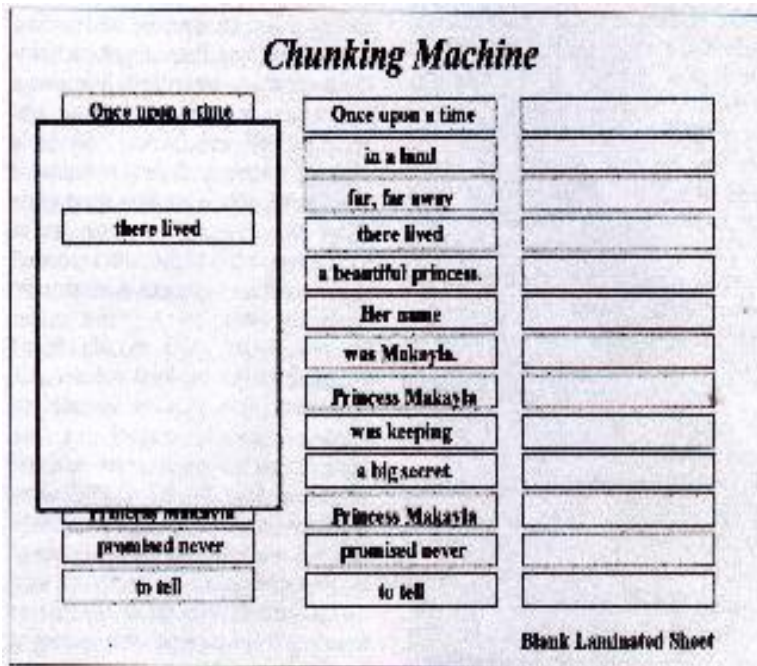 Chunking Machine
Once upon a time
there lived
Princess Makayla
promised never
to tell
Once upon a time
in a land
far, far away
there lived
a beautiful princess.
Her name
was Makayla.
Princess Makayla
was keeping
a big secret.
Princess Makayla
promised never
to tell
Blank Laminated Sheet